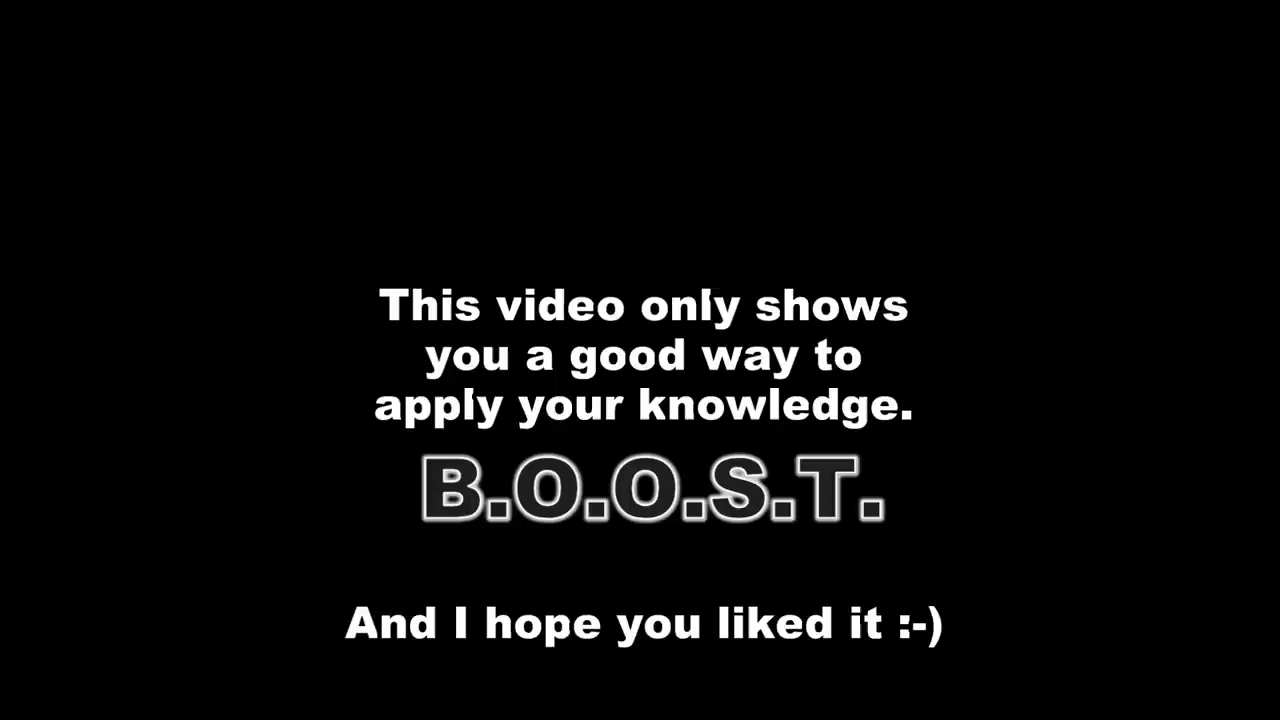 This video only shows
you a good way to
apply your knowledge.
B.O.O.S.T.
And I hope you liked it :-)